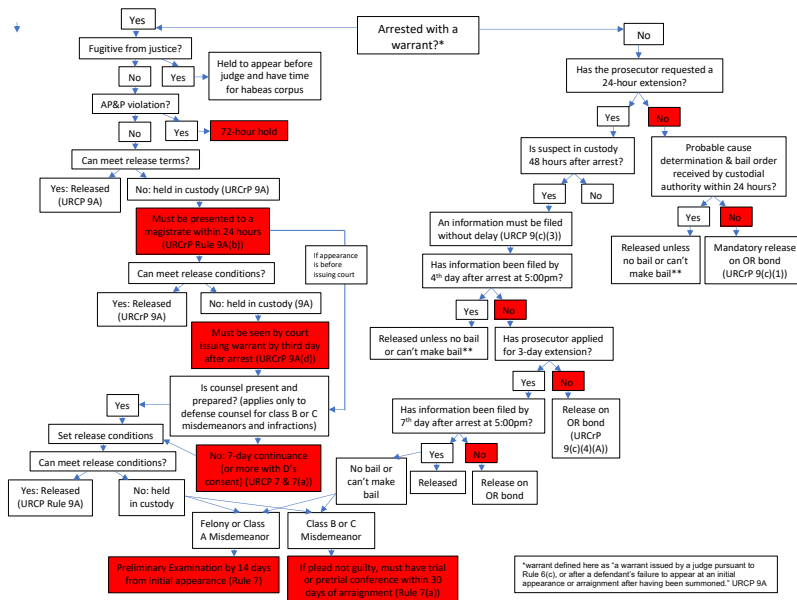 Arrested with a
warrant?*
Yes
Fugitive from justice?
No
Yes
Held to appear before
judge and have time
for habeas corpus
AP&P violation?
No
Yes
72-hour hold
Can meet release terms?
Yes: Released
(URCP 9A)
No: held in custody (URCrP 9A)
Must be presented to a
magistrate within 24 hours
(URCrP Rule 9A(b))
If
appearance is
before
issuing court
Can meet release conditions?
Yes: Released
(URCrP 9A)
No: held in custody (9A)
Must be seen by court
issuing warrant by third day
after arrest (URCrP 9A(d))
Is counsel present and
prepared? (applies only to
defense counsel for class B or C
misdemeanors and infractions)
Yes
Set release conditions
No: 7-day continuance
(or more with D's
consent) (URCP 7 & 7(a))
Can meet release conditions?
Yes: Released
(URCP Rule 9A)
No: held
in custody
Felony or Class
A Misdemeanor
Class B or C
Misdemeanor
Preliminary Examination by 14 days
from initial appearance (Rule 7)
If plead not guilty, must have trial
or pretrial conference within 30
days of arraignment (Rule 7(a))
No
Has the prosecutor requested a
24-hour extension?
Yes
No
Is suspect in custody
48 hours after arrest?
Probable cause
determination & bail order
received by custodial
authority within 24 hours?
Yes
No
Yes
No
An information must be filed
without delay (URCP 9(c)(3))
Released unless
no bail or can't
make bail**
Mandatory release
on OR bond
(URCrP 9(c)(1))
Has information been filed by
4th day after arrest at 5:00pm?
Yes
No
Released unless no bail
or can't make bail**
Has prosecutor applied
for 3-day extension?
Yes
No
Has information been filed by
7th day after arrest at 5:00pm?
Release on
OR bond
(URCrP
9(c)(4)(A))
Yes
No
No bail or
can't make
bail
Released
Release on
OR bond
*warrant defined here as "a warrant issued by a judge pursuant to
Rule 6(c), or after a defendant's failure to appear at an initial
appearance or arraignment after having been summoned." URCP 9A